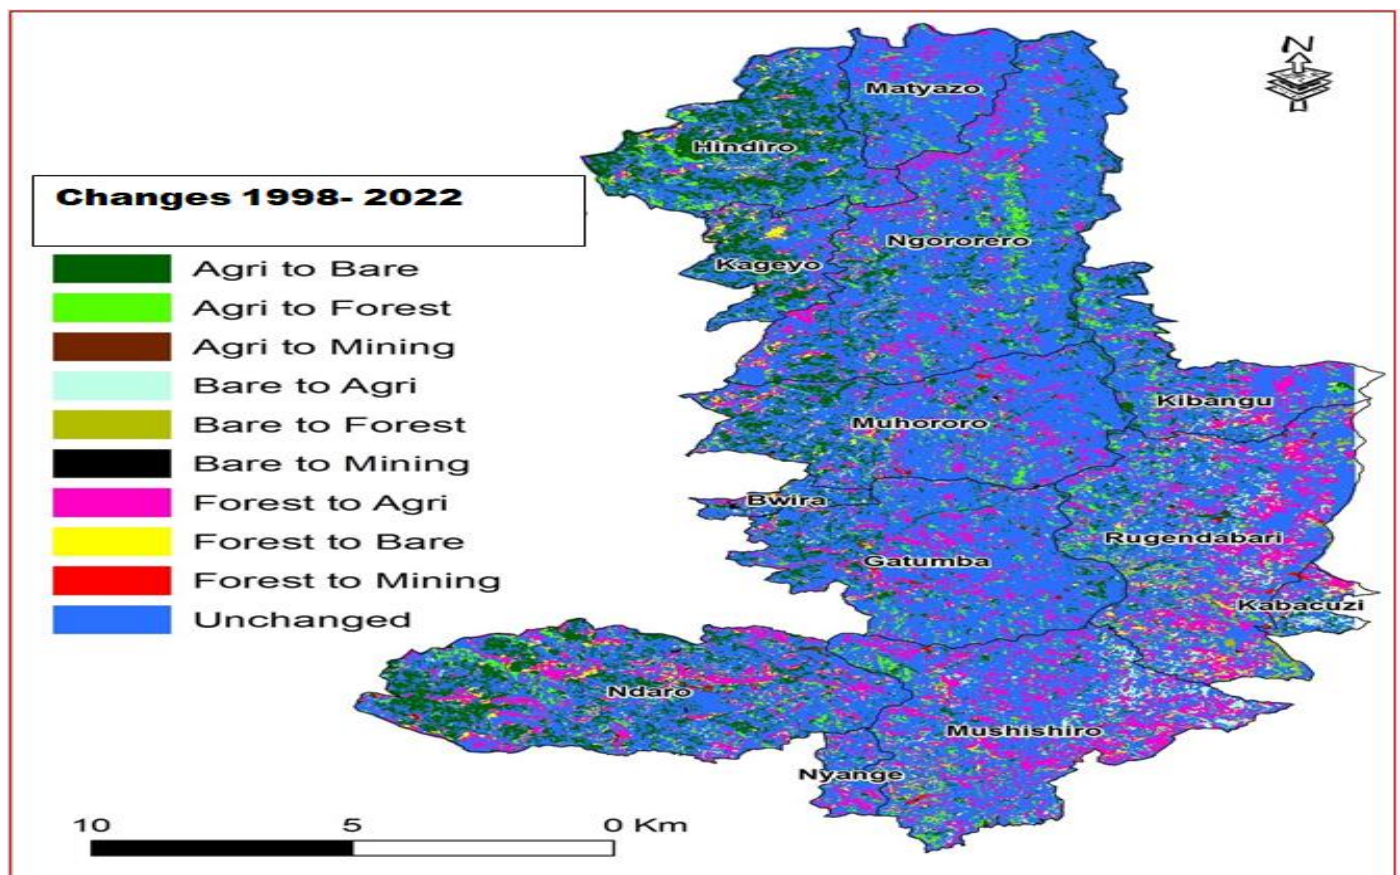 N
Matyazo
Hindiro
Changes 1998- 2022
Ngororero
Agri to Bare
Kageyo
Agri to Forest
Agri to Mining
Bare to Agri
Kibangu
Bare to Forest
Muhororo
Bare to Mining
Forest to Agri
Bwira
Forest to Bare
Rugendabari
Gatumba
Forest to Mining
Kabacuzi
Unchanged
Ndaro
Mushishiro
Nyange
10 5 0 Km